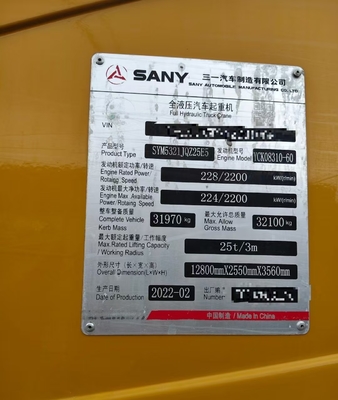 SANY 三一汽车制造有限公司
SANY AUTOMOBILE MANUFACTURING CO., LTD.
全液压汽车起重机
Full Hydraulic Truck Crane
VIN
产品型号 SYM5321JQZ25E5 发动机型号 YCK08310-60
Product Type Engine Model
发动机额定功率/转速
Engine Rated Power/ 228/2200 kW/(r/min)
Rotaing Speed
发动机最大净功率/转速
Engine Max Available 224/2200 kW/(r/min)
Power/Rotaing Speed
整车整备质量 最大允许总质量
Complete Vehicle 31970 kg Max. Allow 32100 kg
Kerb Mass Gross Mass
最大额定起重量/工作幅度
Max.Rated Lifting Capacity/ 25t/3m
Working Radius
外形尺寸(长×宽×高)
Overall Dimension(L×W×H) 12800mm×2550mm×3560mm
生产日期 2022-02 出厂编号
Date of Production Number
中国制造 / Made In China